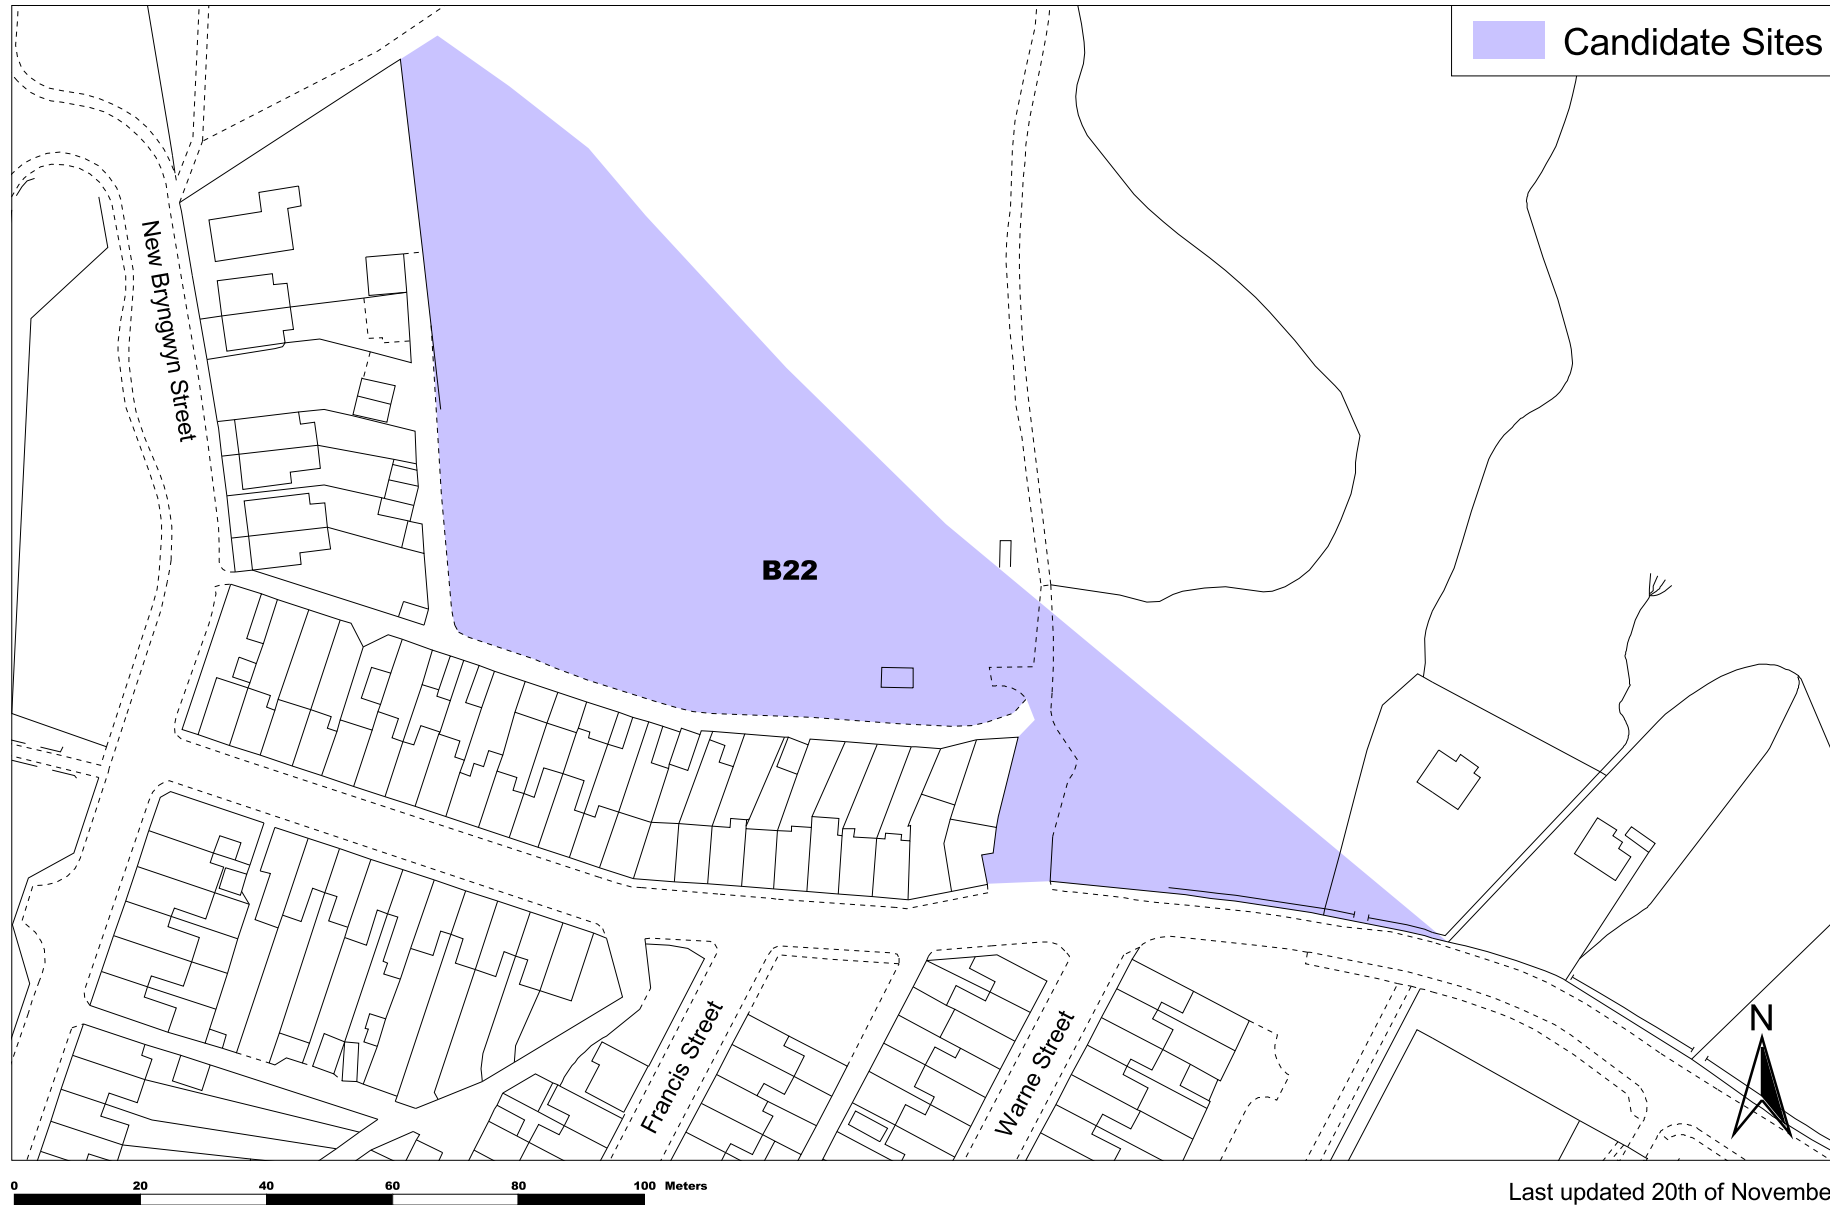 Candidate Sites
New Bryngwyn Street
B22
Francis Street
Warne Street
N
0 20 40 60 80 100 Meters
Last updated 20th of Novembe